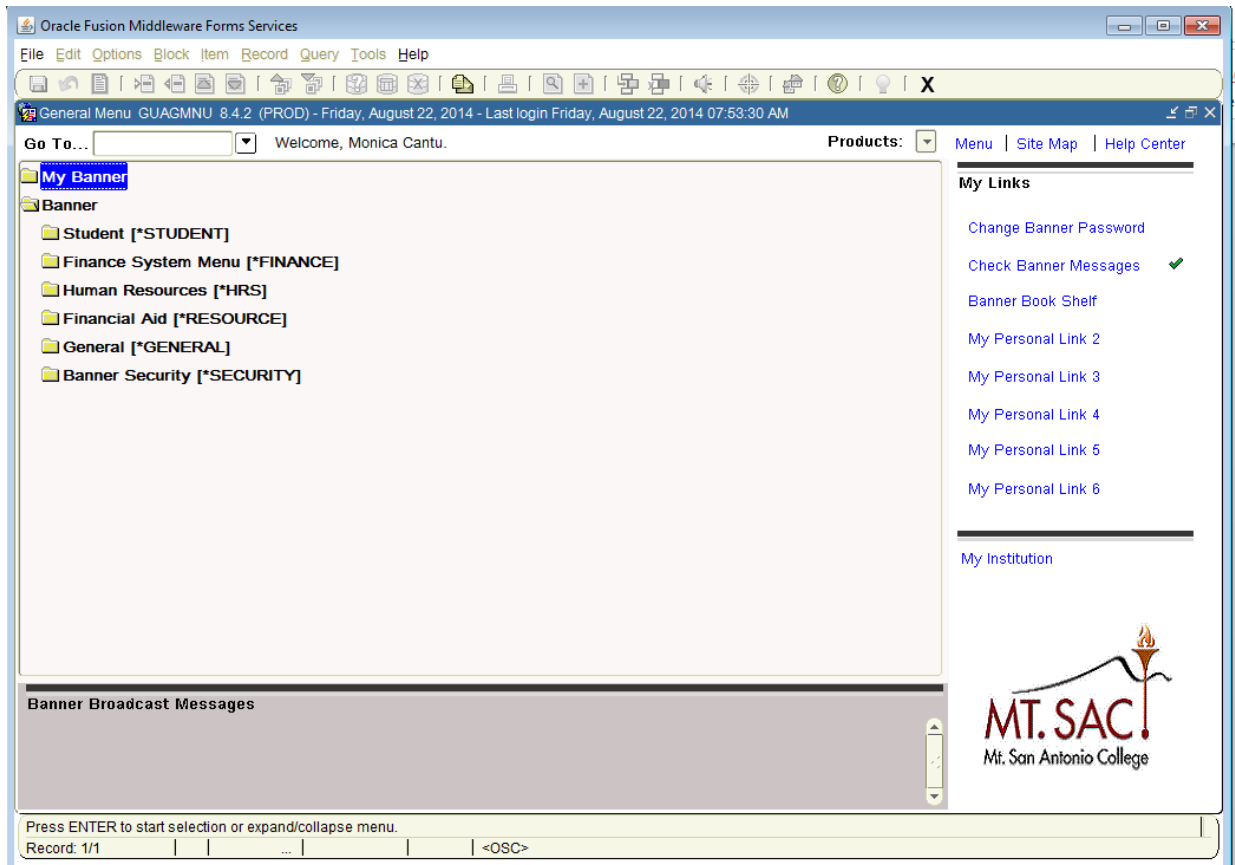 Oracle Fusion Middleware Forms Services
File Edit Options Block Item Record Query Tools Help
X
General Menu GUAGMNU 8.4.2 (PROD) - Friday, August 22, 2014 - Last login Friday, August 22, 2014 07:53:30 AM
Go To... Welcome, Monica Cantu. Products: Menu | Site Map | Help Center
My Banner
Banner
Student [*STUDENT]
Finance System Menu [*FINANCE]
Human Resources [*HRS]
Financial Aid [*RESOURCE]
General [*GENERAL]
Banner Security [*SECURITY]
My Links
Change Banner Password
Check Banner Messages
Banner Book Shelf
My Personal Link 2
My Personal Link 3
My Personal Link 4
My Personal Link 5
My Personal Link 6
My Institution
MT. SAC
Mt. San Antonio College
Banner Broadcast Messages
Press ENTER to start selection or expand/collapse menu.
Record: 1/1 ... <OSC>